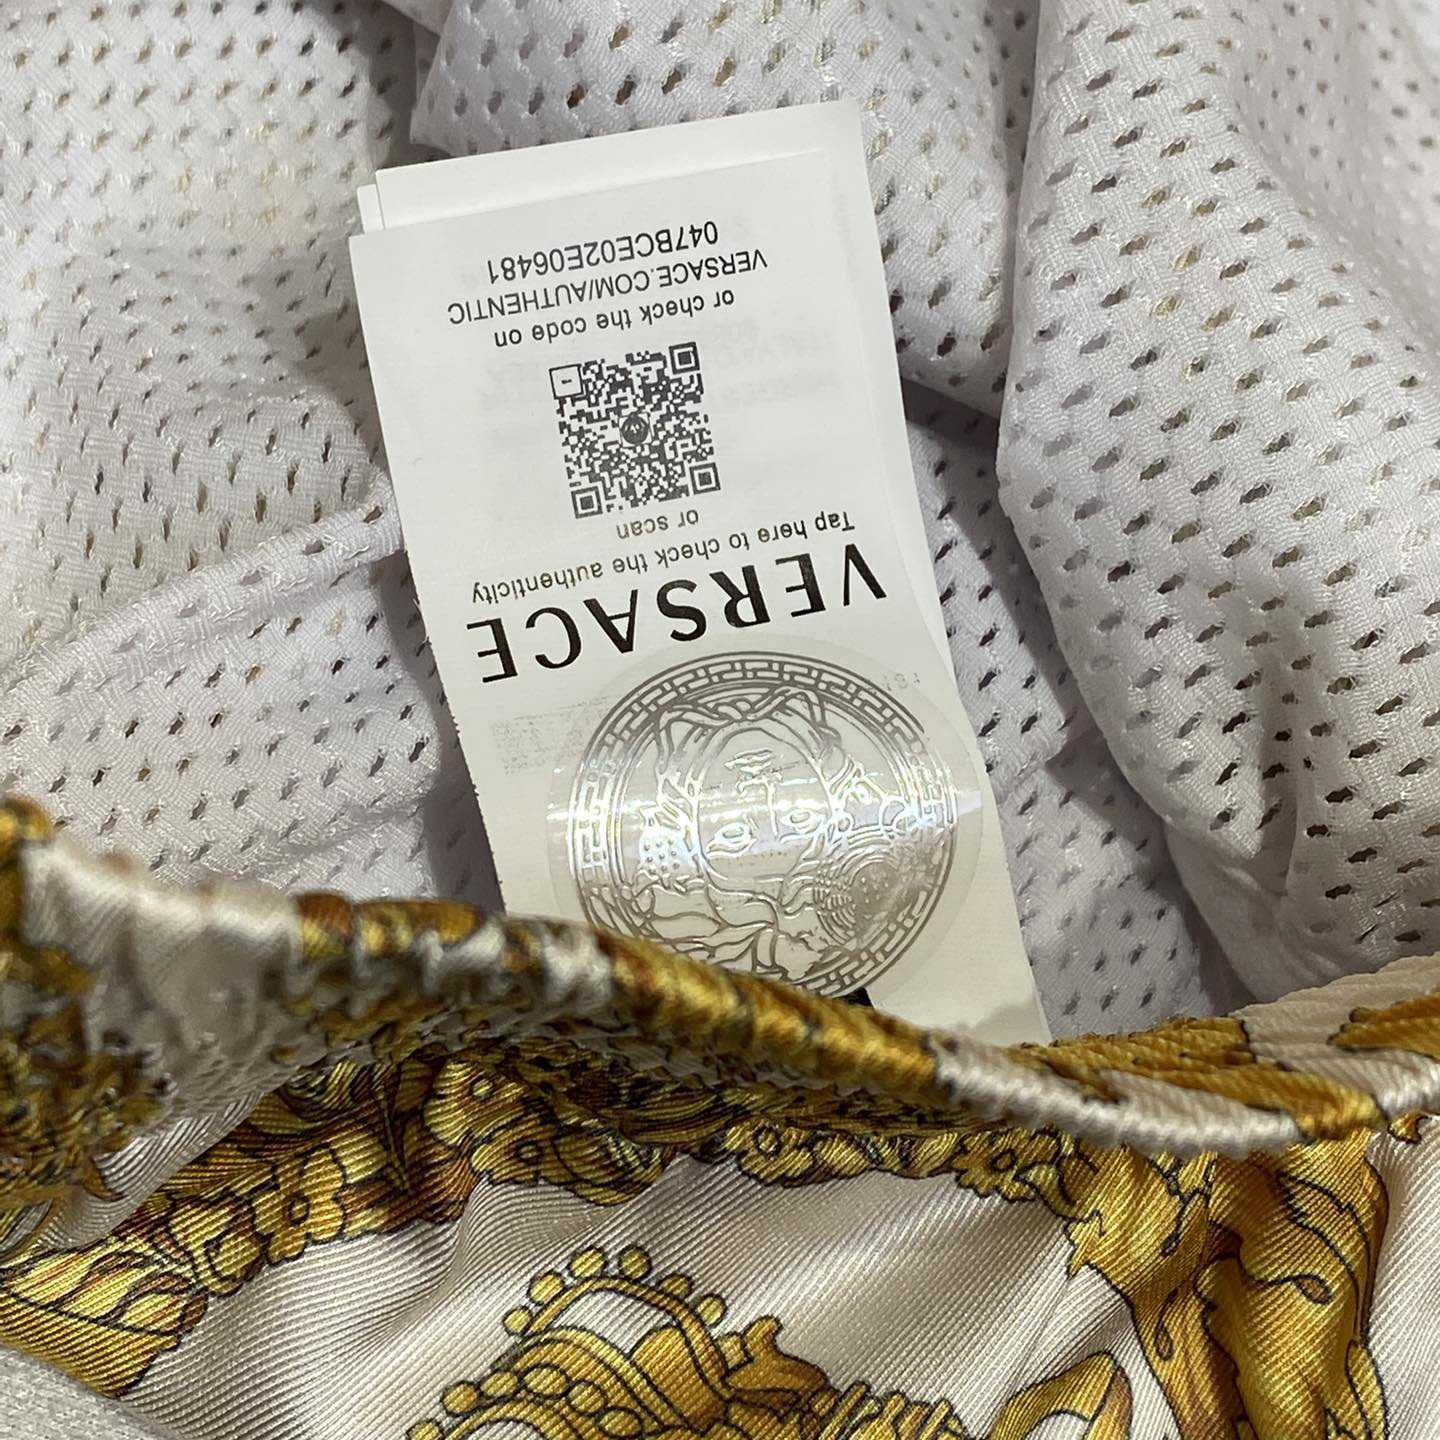 VERSACE
Tap here to check the authenticity
or scan
or check the code on
VERSACE.COM/AUTHENTIC
047BCE02E06481